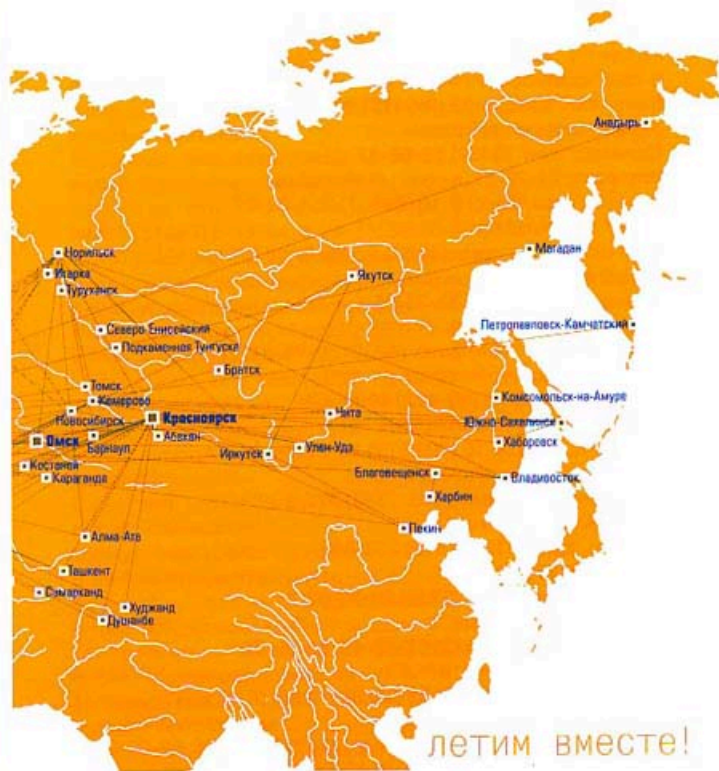 Анадырь
Норильск
Магадан
Игарка
Якутск
Туруханск
Петропавловск-Камчатский
Северо-Енисейский
Подкаменная Тунгуска
Братск
Томск
Кемерово
Комсомольск-на-Амуре
Новосибирск
Красноярск
Чита
Южно-Сахалинск
Омск
Барнаул
Абакан
Хабаровск
Иркутск
Улан-Удэ
Костанай
Благовещенск
Караганда
Владивосток
Харбин
Пекин
Алма-Ата
Ташкент
Самарканд
Худжанд
Душанбе
летим вместе!